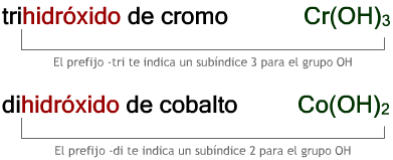 trihidróxido de cromo Cr(OH)₃
El prefijo -tri te indica un subíndice 3 para el grupo OH
dihidróxido de cobalto Co(OH)₂
El prefijo -di te indica un subíndice 2 para el grupo OH